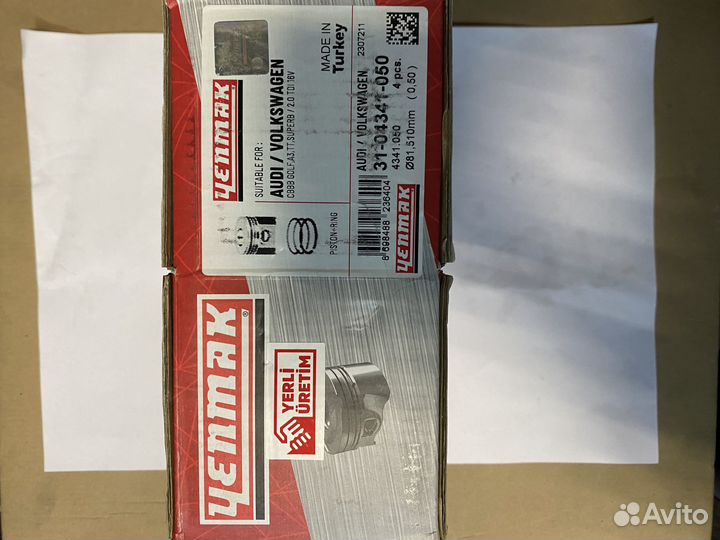 YENMAK
SUITABLE FOR:
AUDI / VOLKSWAGEN
CBBB GOLF,A3,TT,SUPERB / 2.0 TDI 16V
PISTON+RING
MADE IN
Turkey
2307211
AUDI / VOLKSWAGEN
31-04341-050
4341.050 4 pcs.
Ø81,510mm (0,50)
8 698488 236404
YENMAK
YENMAK®
YERLİ
ÜRETİM
Avito